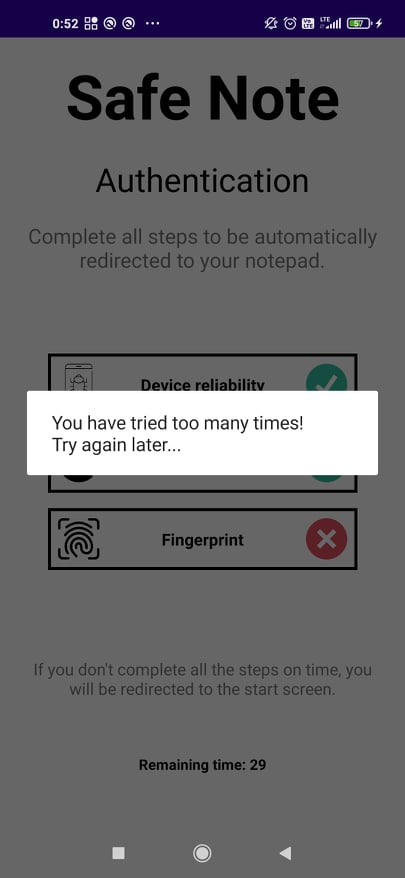 0:52
LTE
57
Safe Note
Authentication
Complete all steps to be automatically
redirected to your notepad.
Device reliability
You have tried too many times!
Try again later...
Fingerprint
If you don't complete all the steps on time, you
will be redirected to the start screen.
Remaining time: 29